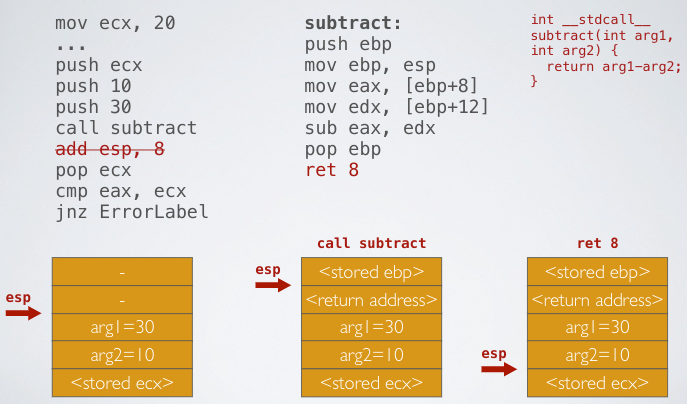 mov ecx, 20
...
push ecx
push 10
push 30
call subtract
add esp, 8
pop ecx
cmp eax, ecx
jnz ErrorLabel
subtract:
push ebp
mov ebp, esp
mov eax, [ebp+8]
mov edx, [ebp+12]
sub eax, edx
pop ebp
ret 8
int __stdcall__
subtract(int arg1,
int arg2) {
return arg1-arg2;
}
esp
-
-
arg1=30
arg2=10
<stored ecx>
call subtract
esp
<stored ebp>
<return address>
arg1=30
arg2=10
<stored ecx>
ret 8
esp
<stored ebp>
<return address>
arg1=30
arg2=10
<stored ecx>